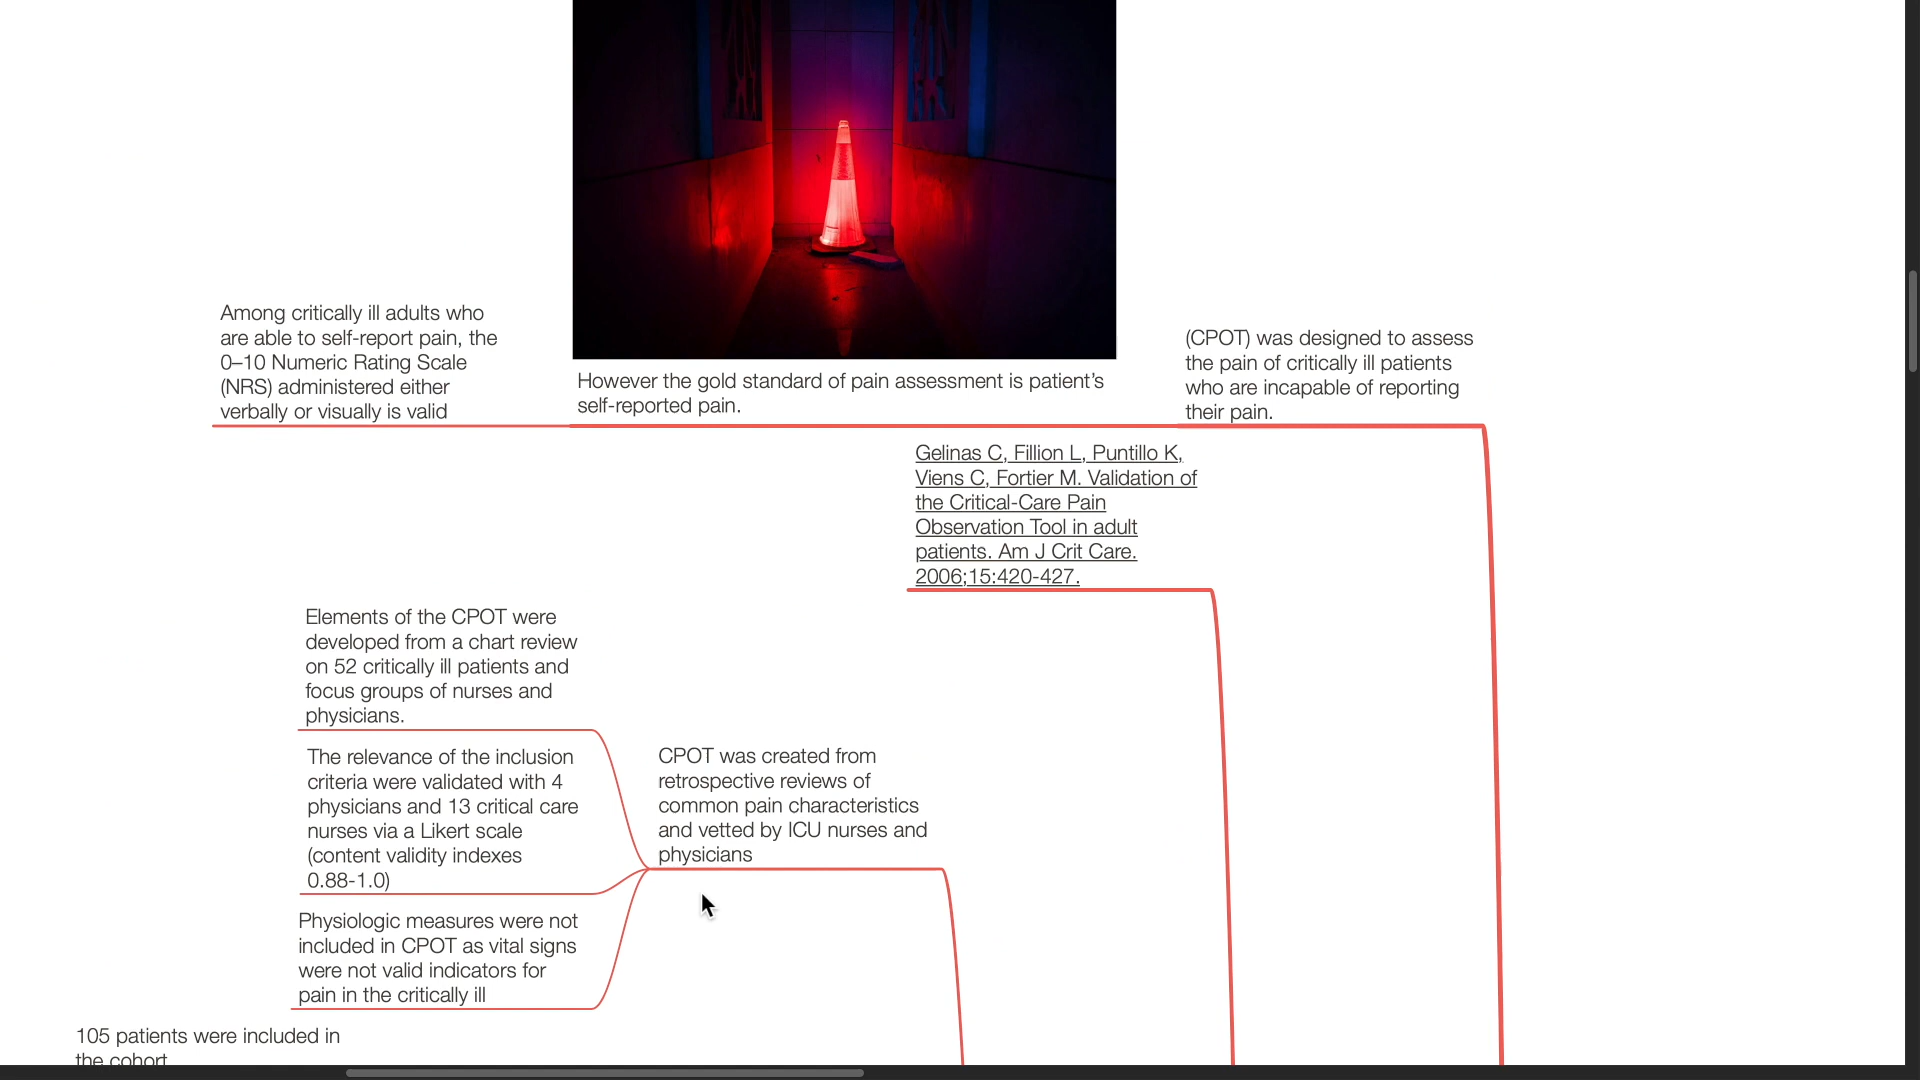 Among critically ill adults who
are able to self-report pain, the
0–10 Numeric Rating Scale
(NRS) administered either
verbally or visually is valid
However the gold standard of pain assessment is patient’s
self-reported pain.
(CPOT) was designed to assess
the pain of critically ill patients
who are incapable of reporting
their pain.
Gelinas C, Fillion L, Puntillo K,
Viens C, Fortier M. Validation of
the Critical-Care Pain
Observation Tool in adult
patients. Am J Crit Care.
2006;15:420-427.
Elements of the CPOT were
developed from a chart review
on 52 critically ill patients and
focus groups of nurses and
physicians.
The relevance of the inclusion
criteria were validated with 4
physicians and 13 critical care
nurses via a Likert scale
(content validity indexes
0.88-1.0)
CPOT was created from
retrospective reviews of
common pain characteristics
and vetted by ICU nurses and
physicians
Physiologic measures were not
included in CPOT as vital signs
were not valid indicators for
pain in the critically ill
105 patients were included in
the cohort